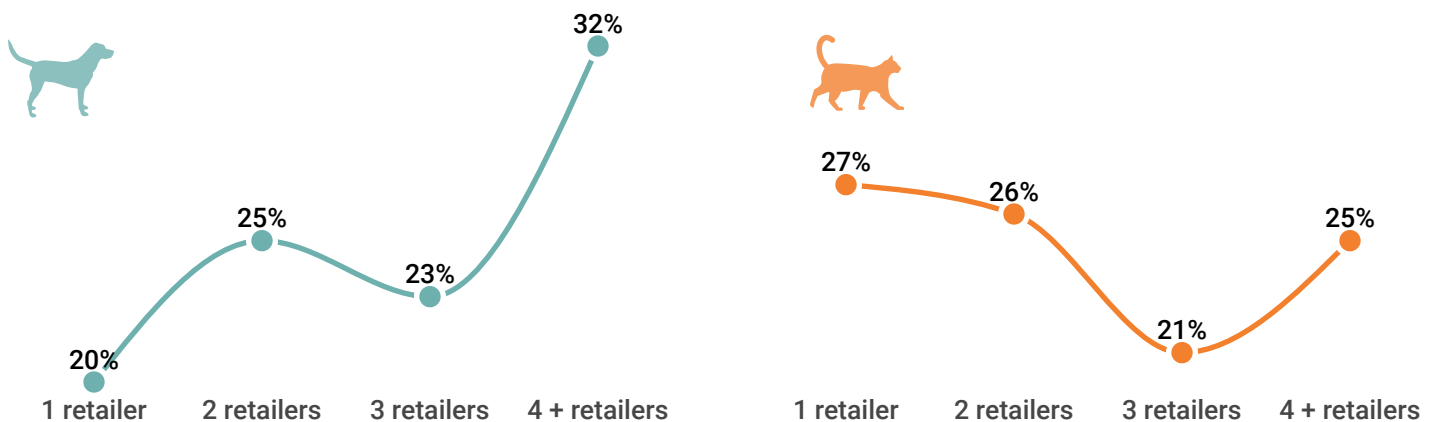 32%
25%
23%
20%
1 retailer
2 retailers
3 retailers
4 + retailers
27%
26%
25%
21%
1 retailer
2 retailers
3 retailers
4 + retailers